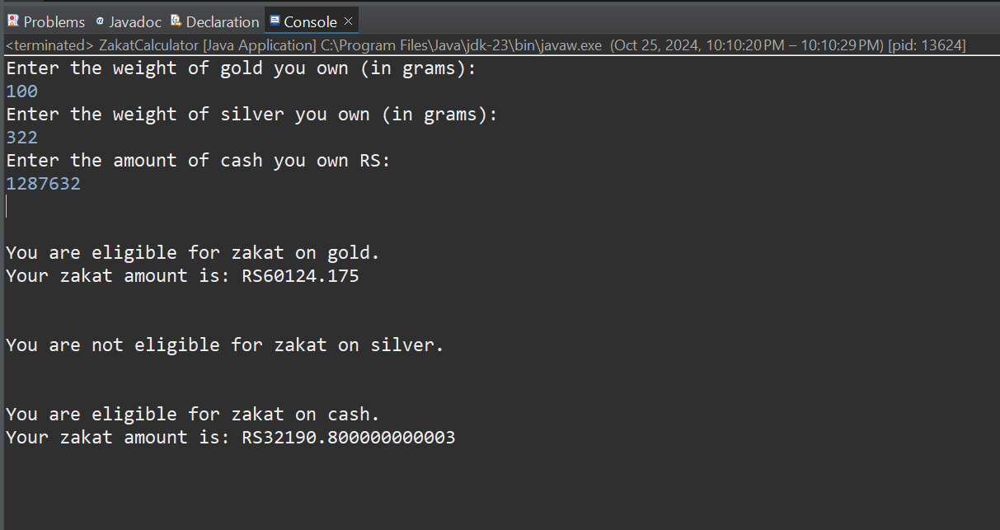 Problems Javadoc Declaration Console
<terminated> ZakatCalculator [Java Application] C:\Program Files\Java\jdk-23\bin\javaw.exe (Oct 25, 2024, 10:10:20 PM – 10:10:29 PM) [pid: 13624]
Enter the weight of gold you own (in grams):
100
Enter the weight of silver you own (in grams):
322
Enter the amount of cash you own RS:
1287632
You are eligible for zakat on gold.
Your zakat amount is: RS60124.175
You are not eligible for zakat on silver.
You are eligible for zakat on cash.
Your zakat amount is: RS32190.800000000003